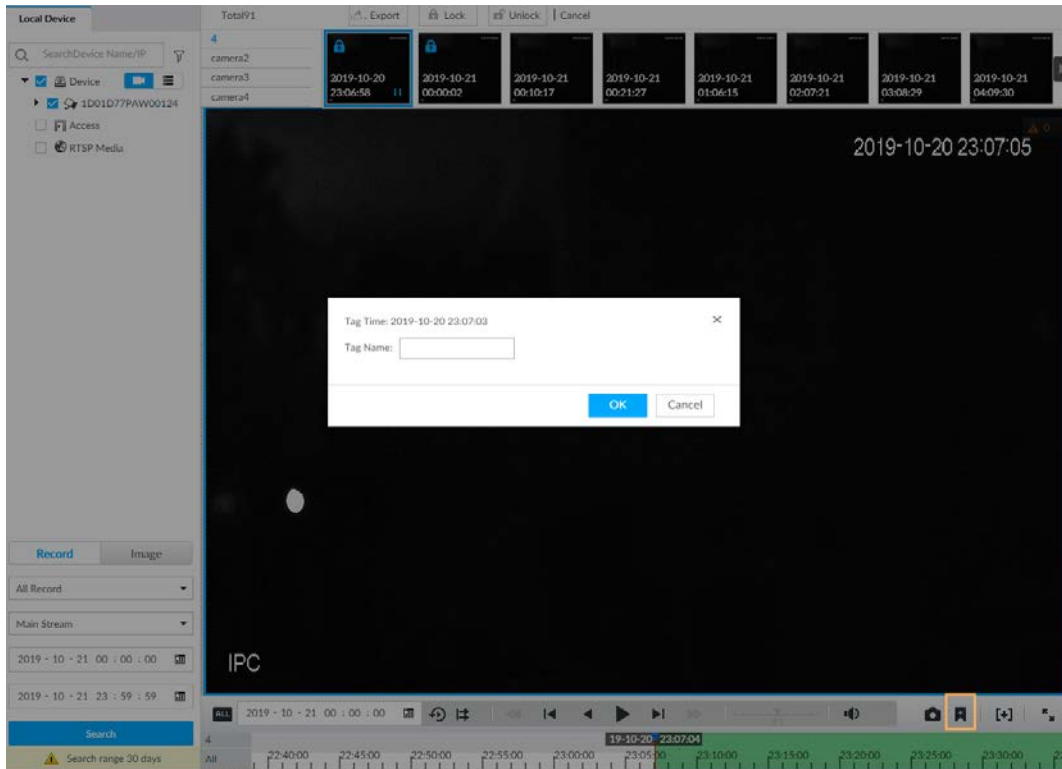 Local Device
Total91
Export
Lock
Unlock
Cancel
SearchDevice Name/IP
Device
1D01D77PAW00124
Access
RTSP Media
4
camera2
camera3
camera4
2019-10-20
23:06:58
2019-10-21
00:00:02
2019-10-21
00:10:17
2019-10-21
00:21:27
2019-10-21
01:06:15
2019-10-21
02:07:21
2019-10-21
03:08:29
2019-10-21
04:09:30
0
2019-10-20 23:07:05
Tag Time: 2019-10-20 23:07:03
Tag Name:
OK
Cancel
IPC
Record
Image
All Record
Main Stream
2019 - 10 - 21 00 : 00 : 00
2019 - 10 - 21 23 : 59 : 59
Search
Search range 30 days
ALL
2019 - 10 - 21 00 : 00 : 00
4
19-10-20 23:07:04
All
22:40:00
22:45:00
22:50:00
22:55:00
23:00:00
23:05:00
23:10:00
23:15:00
23:20:00
23:25:00
23:30:00